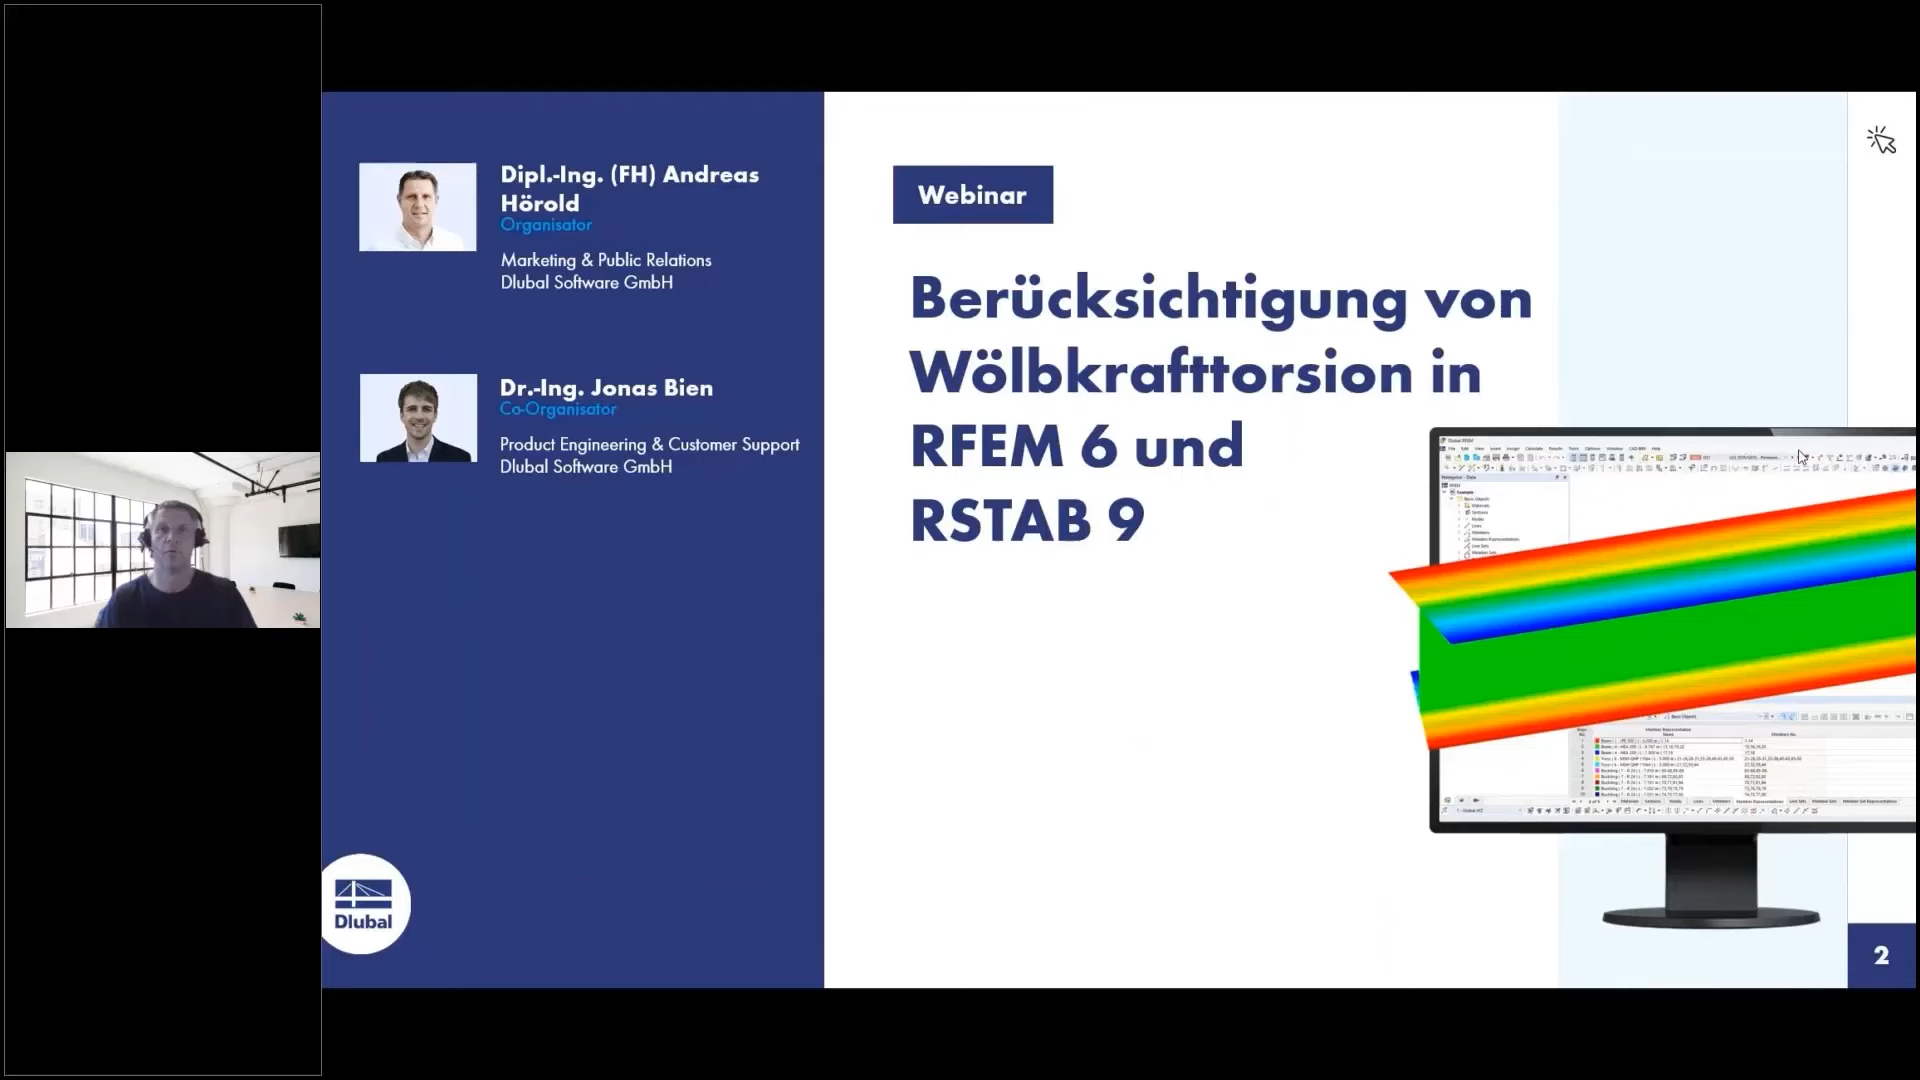 Dipl.-Ing. (FH) Andreas
Hörold
Organisator
Marketing & Public Relations
Dlubal Software GmbH
Dr.-Ing. Jonas Bien
Co-Organisator
Product Engineering & Customer Support
Dlubal Software GmbH
Dlubal
Webinar
Berücksichtigung von
Wölbkrafttorsion in
RFEM 6 und
RSTAB 9
2